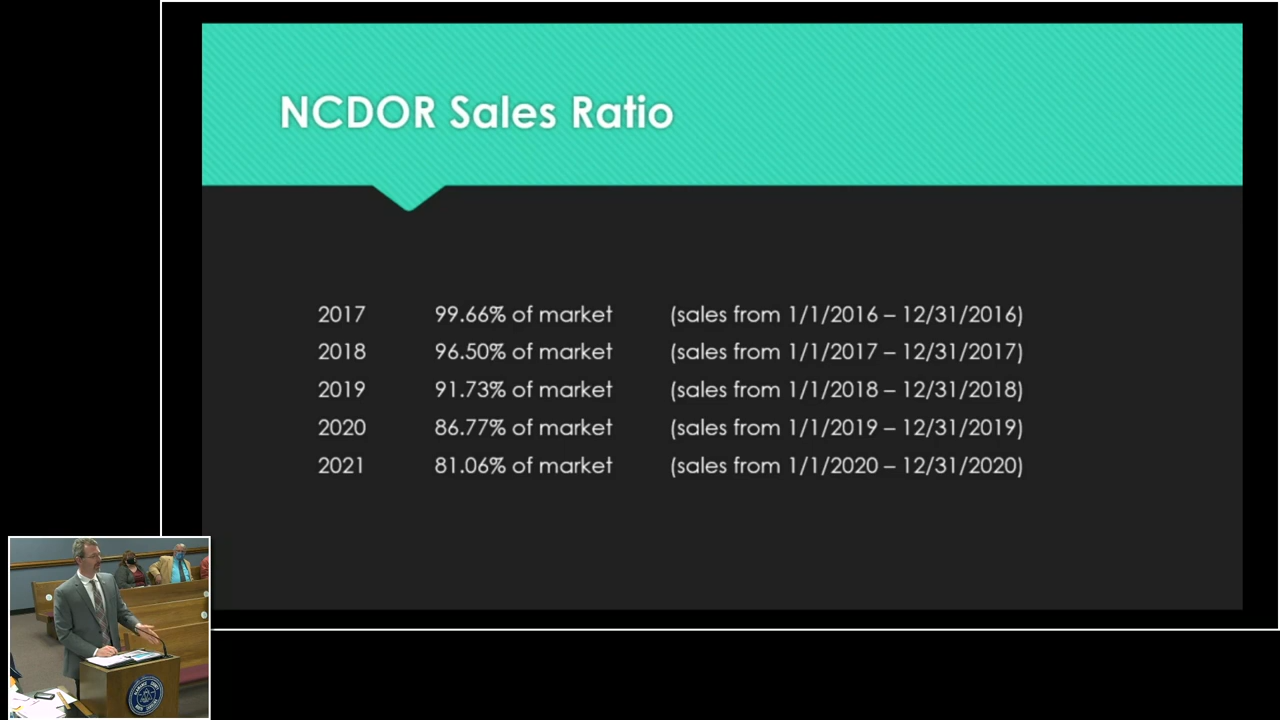 NCDOR Sales Ratio
2017 99.66% of market (sales from 1/1/2016 – 12/31/2016)
2018 96.50% of market (sales from 1/1/2017 – 12/31/2017)
2019 91.73% of market (sales from 1/1/2018 – 12/31/2018)
2020 86.77% of market (sales from 1/1/2019 – 12/31/2019)
2021 81.06% of market (sales from 1/1/2020 – 12/31/2020)